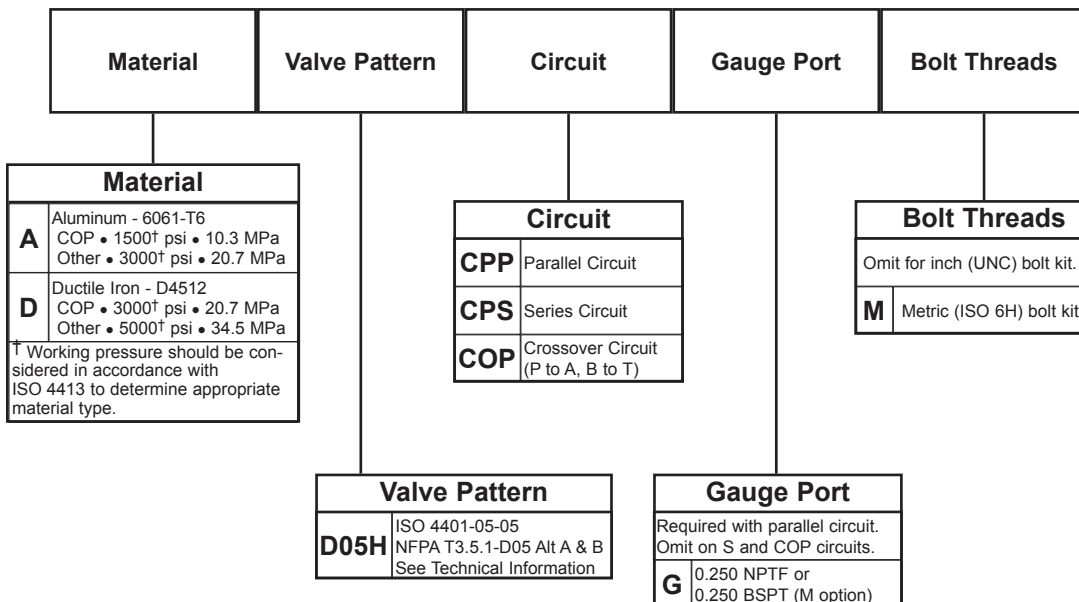 Material
Valve Pattern
Circuit
Gauge Port
Bolt Threads
Material
A
Aluminum - 6061-T6
COP • 1500† psi • 10.3 MPa
Other • 3000† psi • 20.7 MPa
D
Ductile Iron - D4512
COP • 3000† psi • 20.7 MPa
Other • 5000† psi • 34.5 MPa
† Working pressure should be con-
sidered in accordance with
ISO 4413 to determine appropriate
material type.
Circuit
CPP Parallel Circuit
CPS Series Circuit
COP Crossover Circuit
(P to A, B to T)
Bolt Threads
Omit for inch (UNC) bolt kit.
M Metric (ISO 6H) bolt kit
Valve Pattern
D05H
ISO 4401-05-05
NFPA T3.5.1-D05 Alt A & B
See Technical Information
Gauge Port
Required with parallel circuit.
Omit on S and COP circuits.
G
0.250 NPTF or
0.250 BSPT (M option)